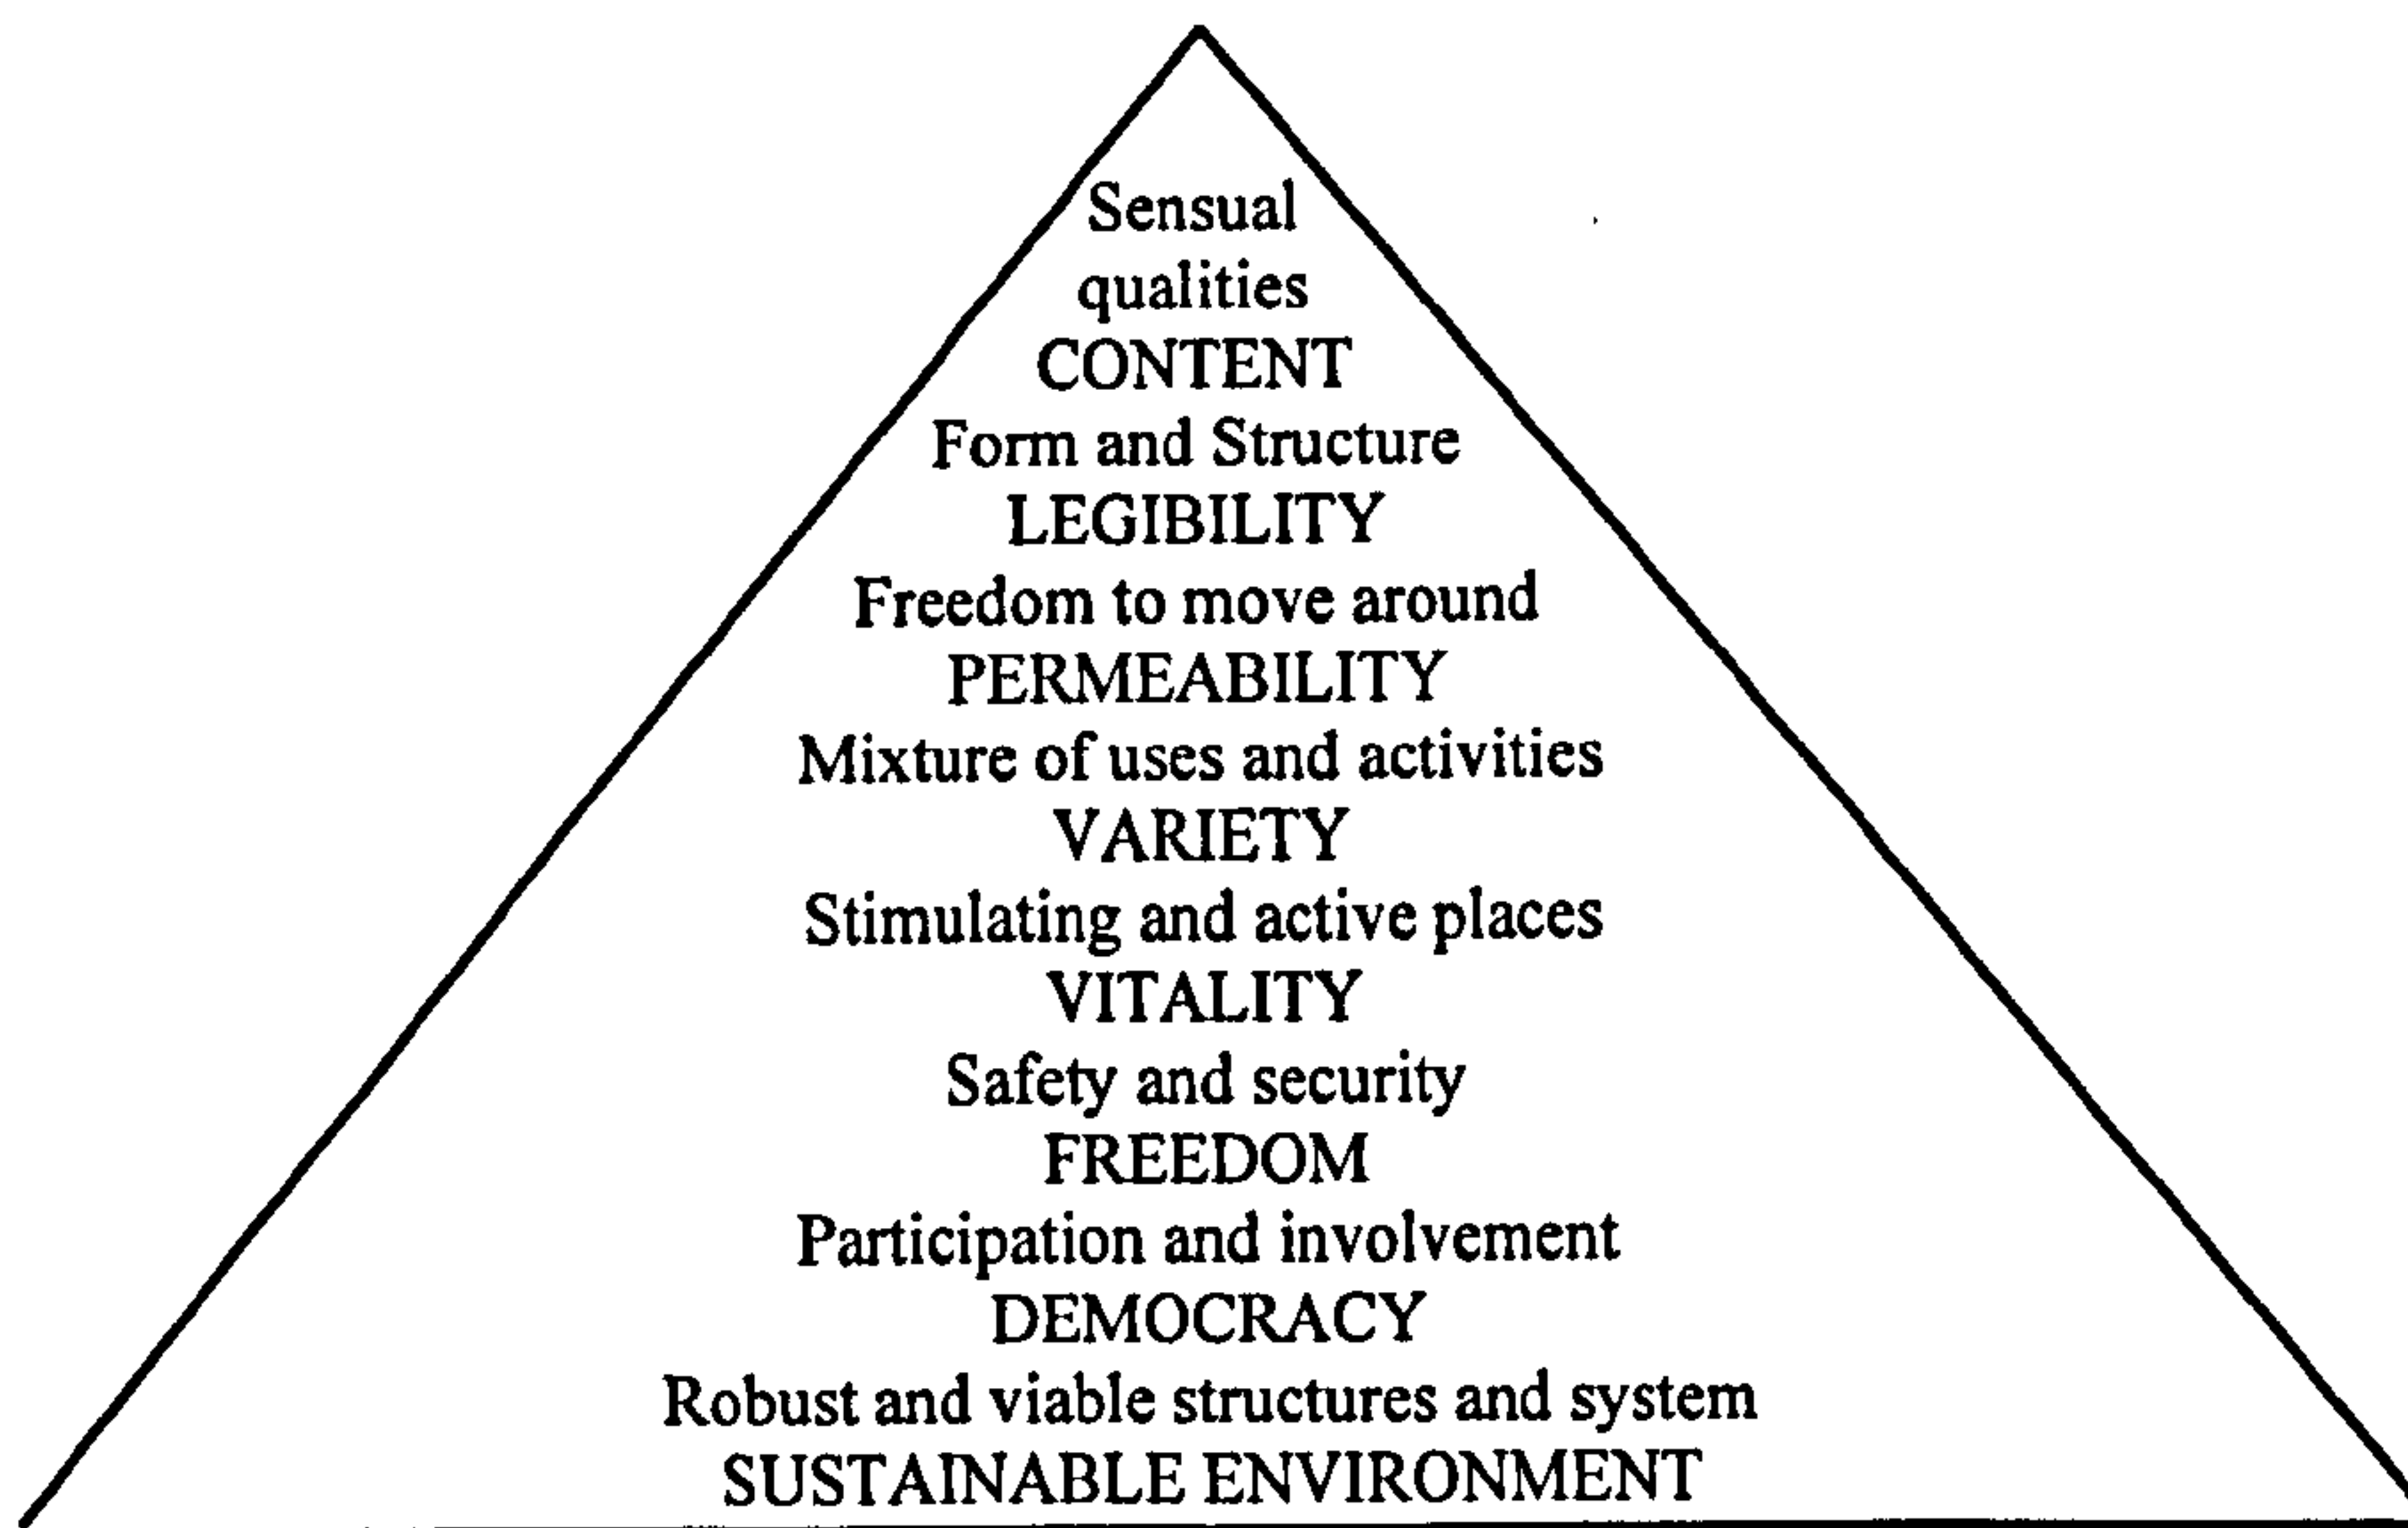 Sensual
qualities
CONTENT
Form and Structure
LEGIBILITY
Freedom to move around
PERMEABILITY
Mixture of uses and activities
VARIETY
Stimulating and active places
VITALITY
Safety and security
FREEDOM
Participation and involvement
DEMOCRACY
Robust and viable structures and system
SUSTAINABLE ENVIRONMENT